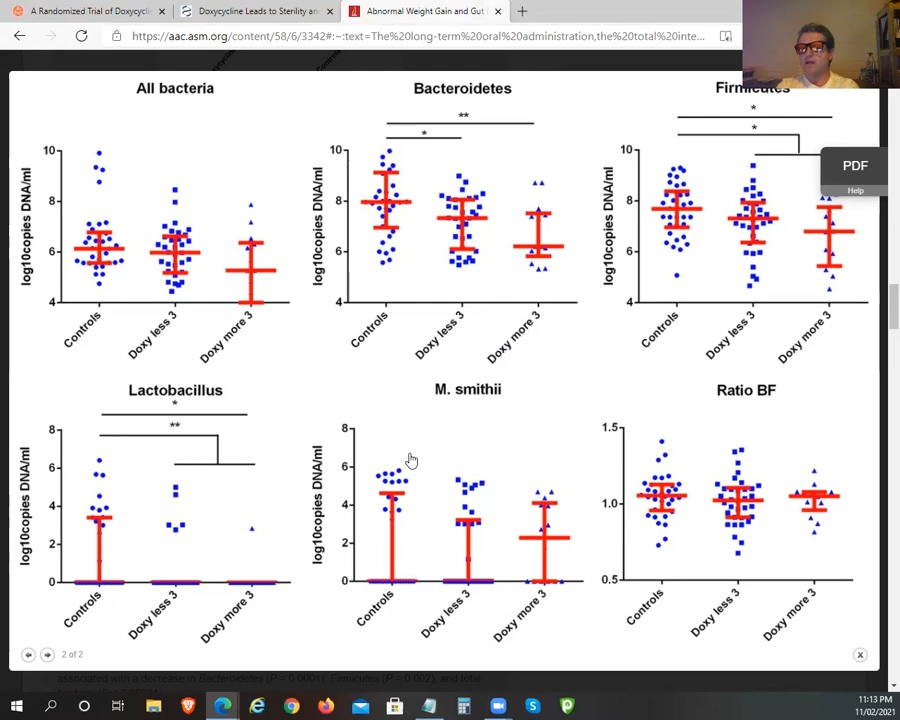 A Randomized Trial of Doxycyclin
Doxycycline Leads to Sterility and
Abnormal Weight Gain and Gut
https://aac.asm.org/content/58/6/3342#:~:text=The%20long-term%20oral%20administration,the%20total%20inte...
All bacteria
Bacteroidetes
Firmicutes
**
*
*
*
PDF
Help
10
8
6
4
log10copies DNA/ml
10
8
6
4
log10copies DNA/ml
10
8
6
4
log10copies DNA/ml
Controls
Doxy less 3
Doxy more 3
Controls
Doxy less 3
Doxy more 3
Controls
Doxy less 3
Doxy more 3
Lactobacillus
M. smithii
Ratio BF
*
**
8
6
4
2
0
log10copies DNA/ml
8
6
4
2
0
log10copies DNA/ml
1.5
1.0
0.5
Controls
Doxy less 3
Doxy more 3
Controls
Doxy less 3
Doxy more 3
Controls
Doxy less 3
Doxy more 3
2 of 2
associated with a decrease in Bacteroidetes (P = 0.0001), Firmicutes (P = 0.002), and total
11:13 PM
11/02/2021